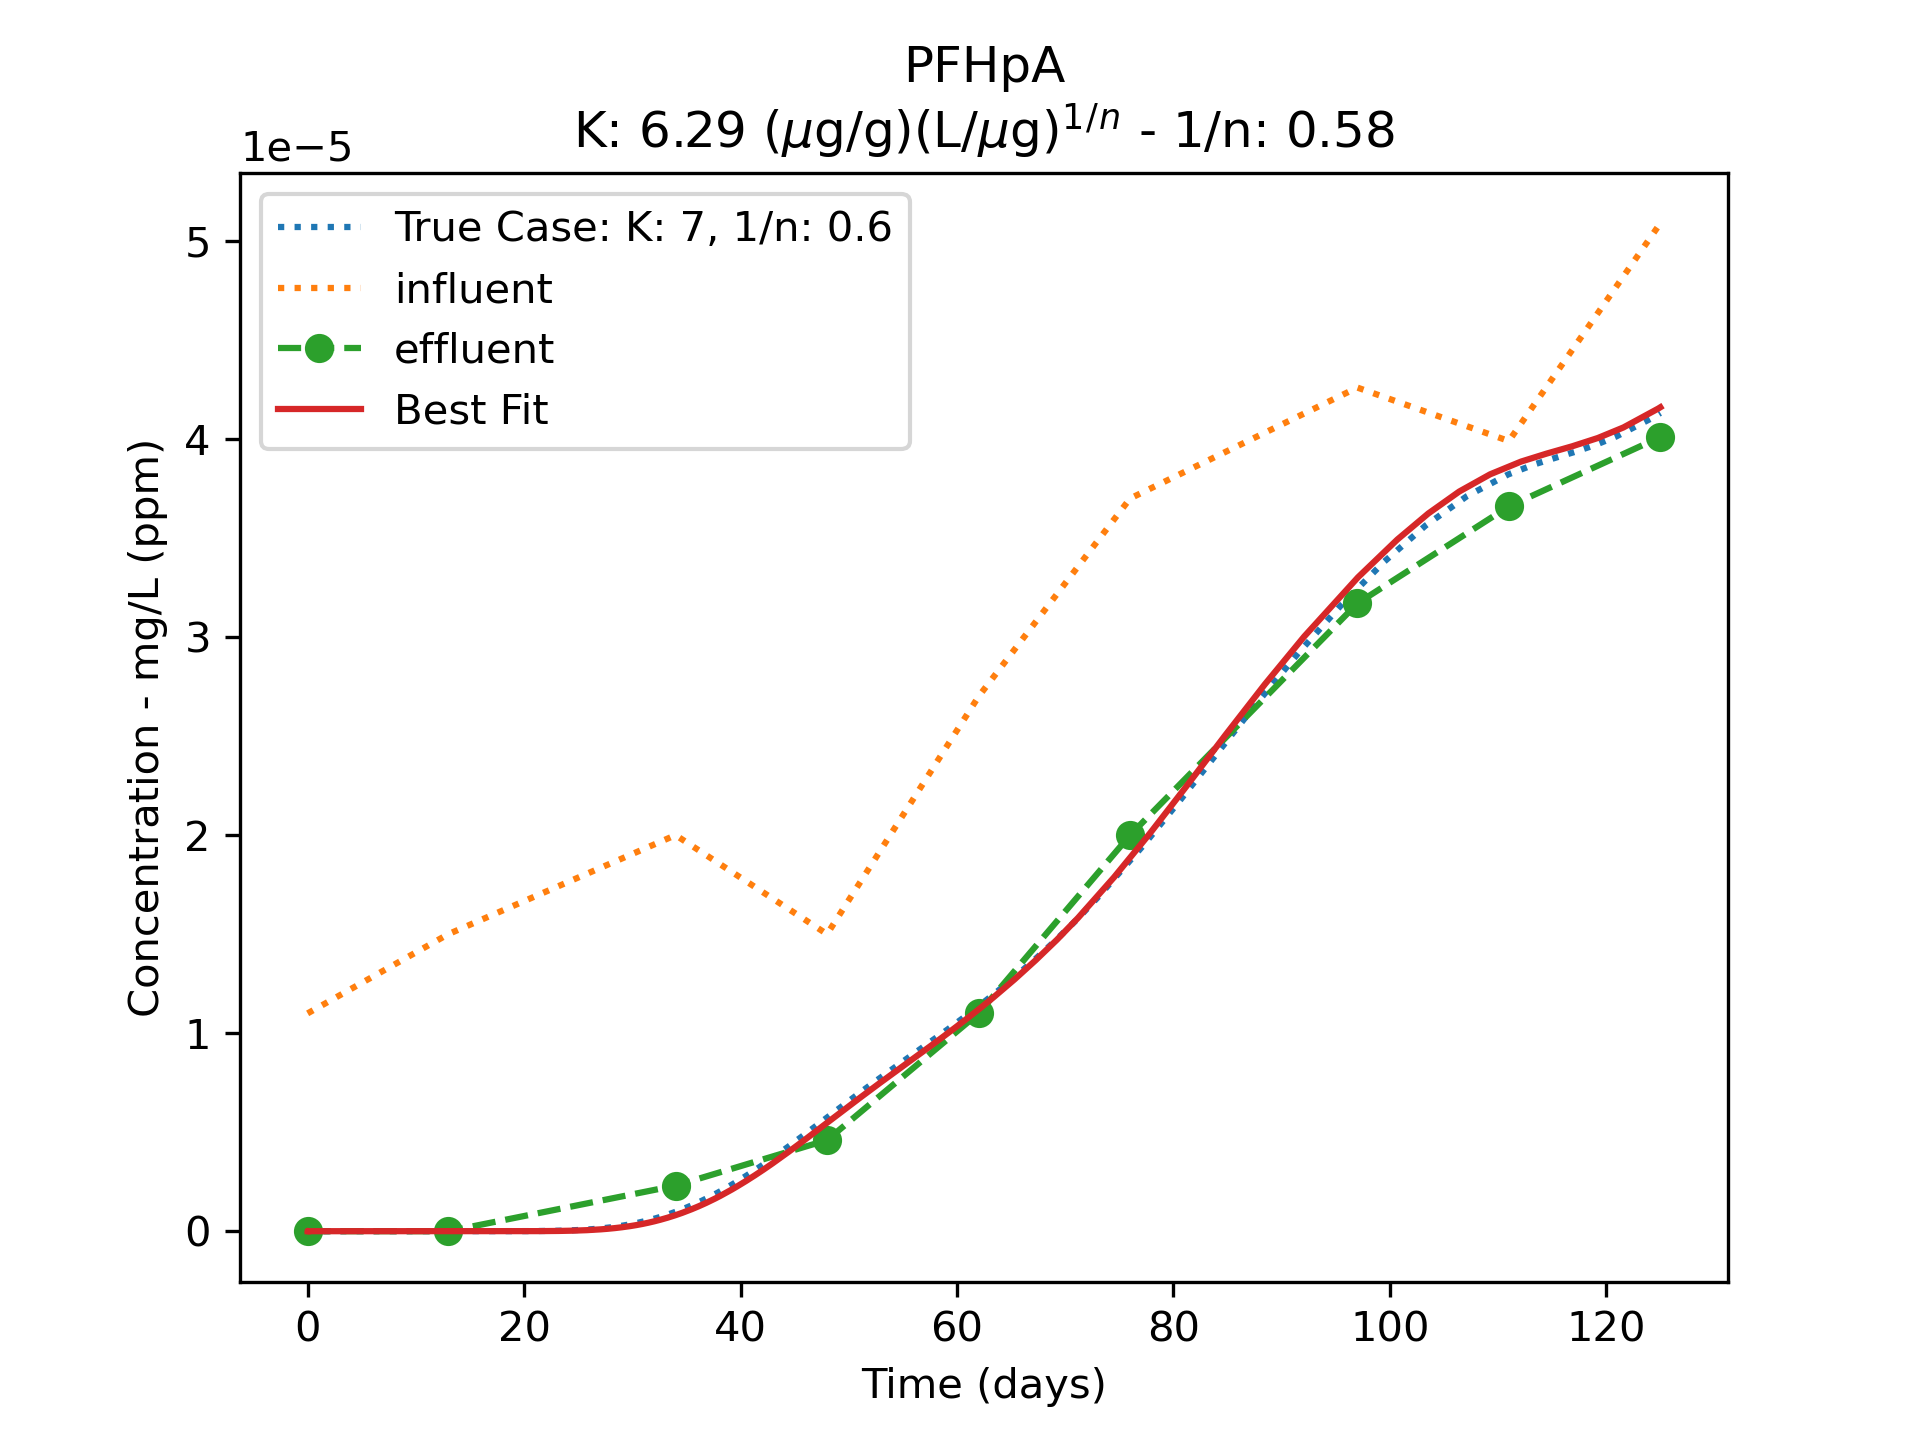 PFHpA
K: 6.29 (μg/g)(L/μg)^{1/n} - 1/n: 0.58
1e−5
True Case: K: 7, 1/n: 0.6
influent
effluent
Best Fit
5
4
3
2
1
0
Concentration - mg/L (ppm)
0 20 40 60 80 100 120
Time (days)